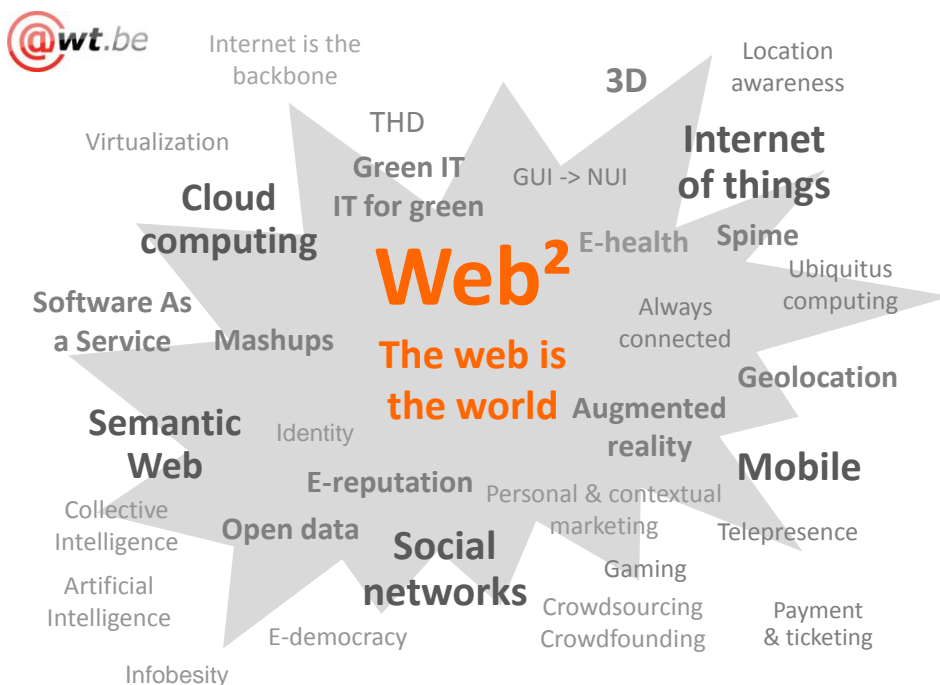 @wt.be
Internet is the
backbone
3D
Location
awareness
Virtualization
THD
Green IT
IT for green
GUI -> NUI
Internet
of things
Cloud
computing
E-health
Spime
Web²
Ubiquitus
computing
Software As
a Service
Mashups
Always
connected
The web is
the world
Geolocation
Augmented
reality
Semantic
Web
Identity
Mobile
E-reputation
Personal & contextual
marketing
Collective
Intelligence
Open data
Social
networks
Telepresence
Gaming
Artificial
Intelligence
Crowdsourcing
Crowdfounding
Payment
& ticketing
E-democracy
Infobesity